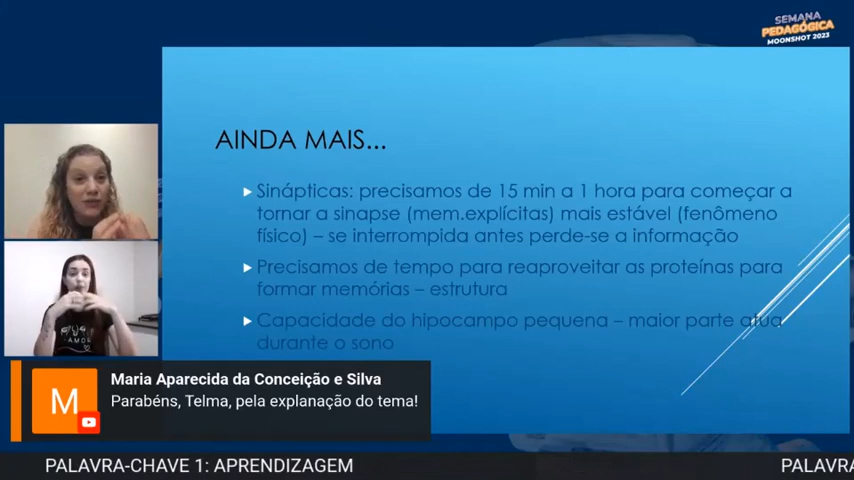 SEMANA
PEDAGÓGICA
MOONSHOT 2023
AINDA MAIS...
Sinápticas: precisamos de 15 min a 1 hora para começar a
tornar a sinapse (mem.explícitas) mais estável (fenômeno
físico) – se interrompida antes perde-se a informação
Precisamos de tempo para reaproveitar as proteínas para
formar memórias – estrutura
Capacidade do hipocampo pequena – maior parte atua
durante o sono
AMOR
M
Maria Aparecida da Conceição e Silva
Parabéns, Telma, pela explanação do tema!
PALAVRA-CHAVE 1: APRENDIZAGEM
PALAVRA